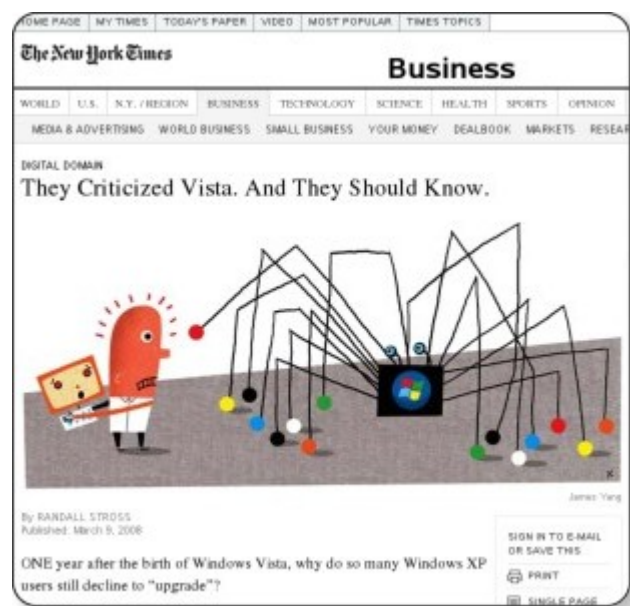 HOME PAGE MY TIMES TODAY'S PAPER VIDEO MOST POPULAR TIMES TOPICS
The New York Times
Business
WORLD U.S. N.Y. / REGION BUSINESS TECHNOLOGY SCIENCE HEALTH SPORTS OPINION
MEDIA & ADVERTISING WORLD BUSINESS SMALL BUSINESS YOUR MONEY DEALBOOK MARKETS RESEAR
DIGITAL DOMAIN
They Criticized Vista. And They Should Know.
James Yang
By RANDALL STROSS
Published: March 9, 2008
ONE year after the birth of Windows Vista, why do so many Windows XP
users still decline to “upgrade”?
SIGN IN TO E-MAIL
OR SAVE THIS
PRINT
SINGLE PAGE